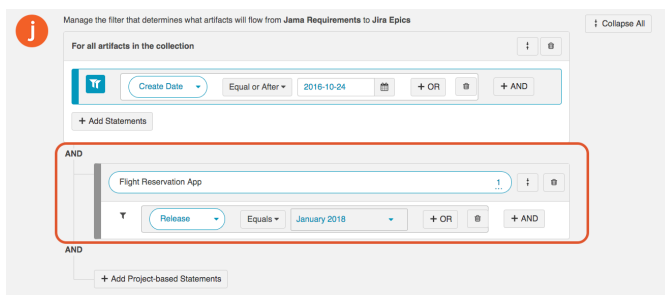 j
Manage the filter that determines what artifacts will flow from Jama Requirements to Jira Epics
Collapse All
For all artifacts in the collection
Create Date Equal or After 2016-10-24 + OR + AND
+ Add Statements
AND
Flight Reservation App 1
Release Equals January 2018 + OR + AND
AND
+ Add Project-based Statements